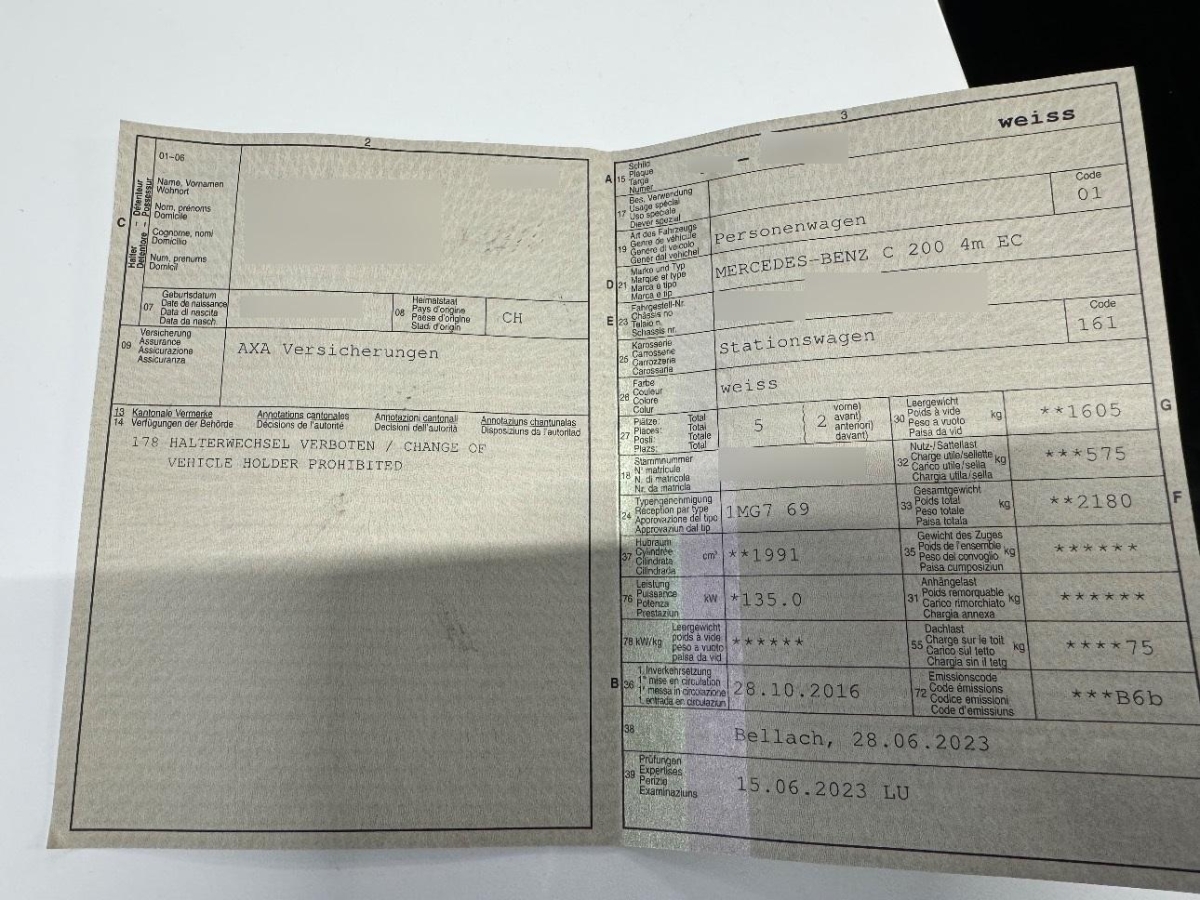 2
01–06
C
Halter – Détenteur
Detentore – Possessur
Name, Vornamen
Wohnort
Nom, prénoms
Domicile
Cognome, nomi
Domicilio
Num, prenums
Domicil
07
Geburtsdatum
Date de naissance
Data di nascita
Data da nasch.
08
Heimatstaat
Pays d'origine
Paese d'origine
Stadi d'origin
CH
09
Versicherung
Assurance
Assicurazione
Assicuranza
AXA Versicherungen
13 Kantonale Vermerke Annotations cantonales Annotazioni cantonali Annotaziuns chantunalas
14 Verfügungen der Behörde Décisions de l'autorité Decisioni dell'autorità Disposiziuns da l'autoritad
178 HALTERWECHSEL VERBOTEN / CHANGE OF
VEHICLE HOLDER PROHIBITED
3
weiss
A 15
Schild
Plaque
Targa
Numer
–
17
Bes. Verwendung
Usage spécial
Uso speciale
Diever spezial
Code
01
19
Art des Fahrzeugs
Genre de véhicule
Genere di veicolo
Gener dal vehichel
Personenwagen
D 21
Marke und Typ
Marque et type
Marca e tipo
Marca e tip
MERCEDES-BENZ C 200 4m EC
E 23
Fahrgestell-Nr.
Châssis no
Telaio n.
Schassis nr.
25
Karosserie
Carrosserie
Carrozzeria
Carossaria
Stationswagen
Code
161
26
Farbe
Couleur
Colore
Colur
weiss
27
Plätze: Total
Places: Total
Posti: Totale
Plazs: Total
5
2
vorne)
avant)
anteriori)
davant)
30
Leergewicht
Poids à vide
Peso a vuoto
Paisa da vid
kg
**1605
G
18
Stammnummer
N° matricule
N. di matricola
Nr. da matricla
32
Nutz-/Sattellast
Charge utile/sellette
Carico utile/sella
Chargia utila/sella
kg
***575
24
Typengenehmigung
Réception par type
Approvazione del tipo
Approvaziun dal tip
1MG7 69
33
Gesamtgewicht
Poids total
Peso totale
Paisa totala
kg
**2180
F
37
Hubraum
Cylindrée
Cilindrata
Cilindrada
cm³
**1991
35
Gewicht des Zuges
Poids de l'ensemble
Peso del convoglio
Paisa cumposiziun
kg
******
76
Leistung
Puissance
Potenza
Prestaziun
kW
*135.0
31
Anhängelast
Poids remorquable
Carico rimorchiato
Chargia annexa
kg
******
78 kW/kg
Leergewicht
poids à vide
peso a vuoto
paisa da vid
******
55
Dachlast
Charge sur le toit
Carico sul tetto
Chargia sin il tetg
kg
****75
B 36
1. Inverkehrsetzung
1re mise en circulation
1a messa in circolazione
1. entrada en circulaziun
28.10.2016
72
Emissionscode
Code émissions
Codice emissioni
Code d'emissiuns
***B6b
38
Bellach, 28.06.2023
39
Prüfungen
Expertises
Perizie
Examinaziuns
15.06.2023 LU